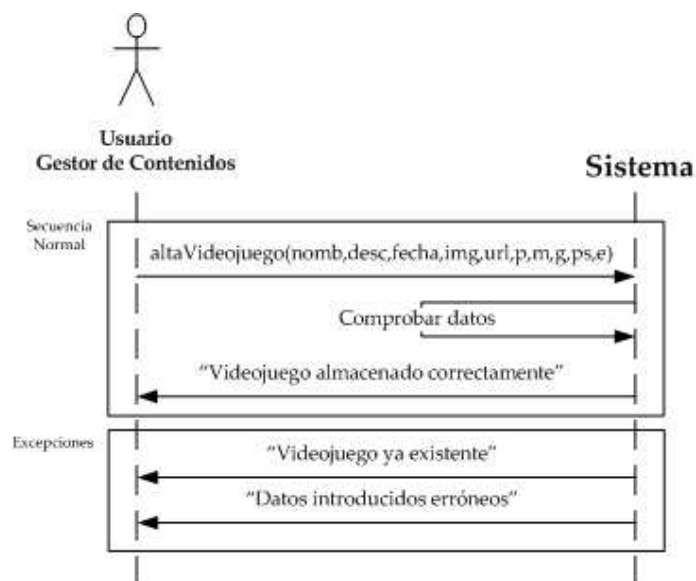 Usuario
Gestor de Contenidos
Sistema
Secuencia
Normal
altaVideojuego(nomb,desc,fecha,img,url,p,m,g,ps,e)
Comprobar datos
“Videojuego almacenado correctamente”
Excepciones
“Videojuego ya existente”
“Datos introducidos erróneos”